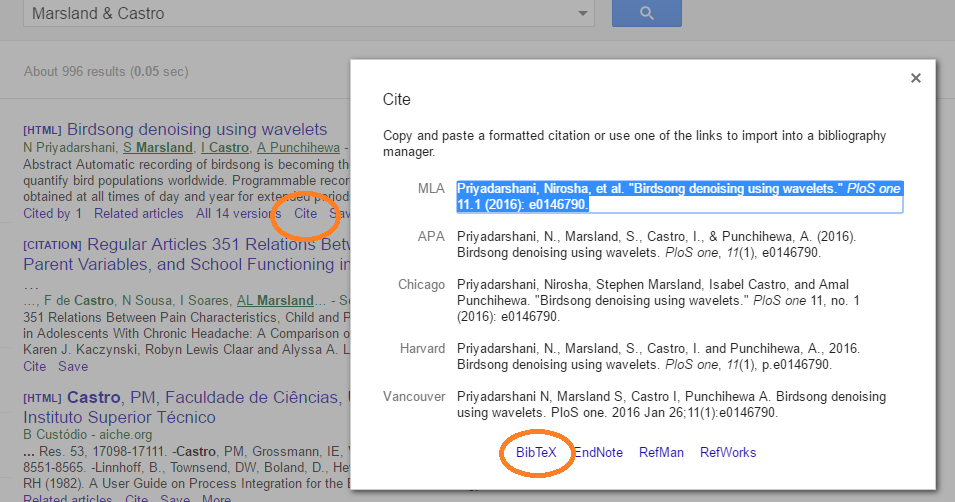 Marsland & Castro
About 996 results (0.05 sec)
[HTML] Birdsong denoising using wavelets
N Priyadarshani, S Marsland, I Castro, A Punchihewa -
Abstract Automatic recording of birdsong is becoming the
quantify bird populations worldwide. Programmable recor
obtained at all times of day and year for extended period
Cited by 1 Related articles All 14 versions Cite Sav
[CITATION] Regular Articles 351 Relations Betw
Parent Variables, and School Functioning in
…
…, F de Castro, N Sousa, I Soares, AL Marsland… - Se
351 Relations Between Pain Characteristics, Child and P
in Adolescents With Chronic Headache: A Comparison o
Karen J. Kaczynski, Robyn Lewis Claar and Alyssa A. L
Cite Save
[HTML] Castro, PM, Faculdade de Ciências, U
Instituto Superior Técnico
B Custódio - aiche.org
... Res. 53, 17098-17111. -Castro, PM, Grossmann, IE, V
8551-8565. -Linnhoff, B., Townsend, DW, Boland, D., He
RH (1982). A User Guide on Process Integration for the E
Related articles Cite Save More
Cite
Copy and paste a formatted citation or use one of the links to import into a bibliography
manager.
MLA Priyadarshani, Nirosha, et al. "Birdsong denoising using wavelets." PloS one
11.1 (2016): e0146790.
APA Priyadarshani, N., Marsland, S., Castro, I., & Punchihewa, A. (2016).
Birdsong denoising using wavelets. PloS one, 11(1), e0146790.
Chicago Priyadarshani, Nirosha, Stephen Marsland, Isabel Castro, and Amal
Punchihewa. "Birdsong denoising using wavelets." PloS one 11, no. 1
(2016): e0146790.
Harvard Priyadarshani, N., Marsland, S., Castro, I. and Punchihewa, A., 2016.
Birdsong denoising using wavelets. PloS one, 11(1), p.e0146790.
Vancouver Priyadarshani N, Marsland S, Castro I, Punchihewa A. Birdsong denoising
using wavelets. PloS one. 2016 Jan 26;11(1):e0146790.
BibTeX EndNote RefMan RefWorks